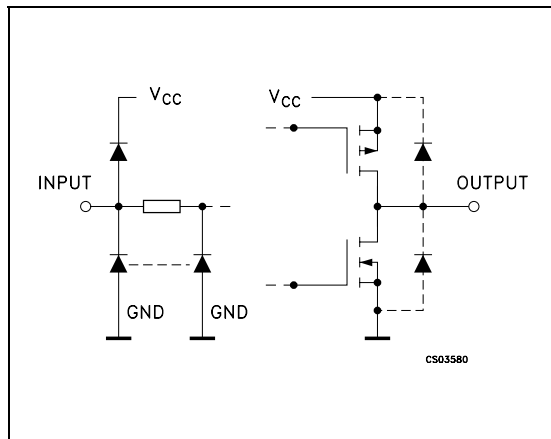 VCC
VCC
INPUT
OUTPUT
GND
GND
CS03580